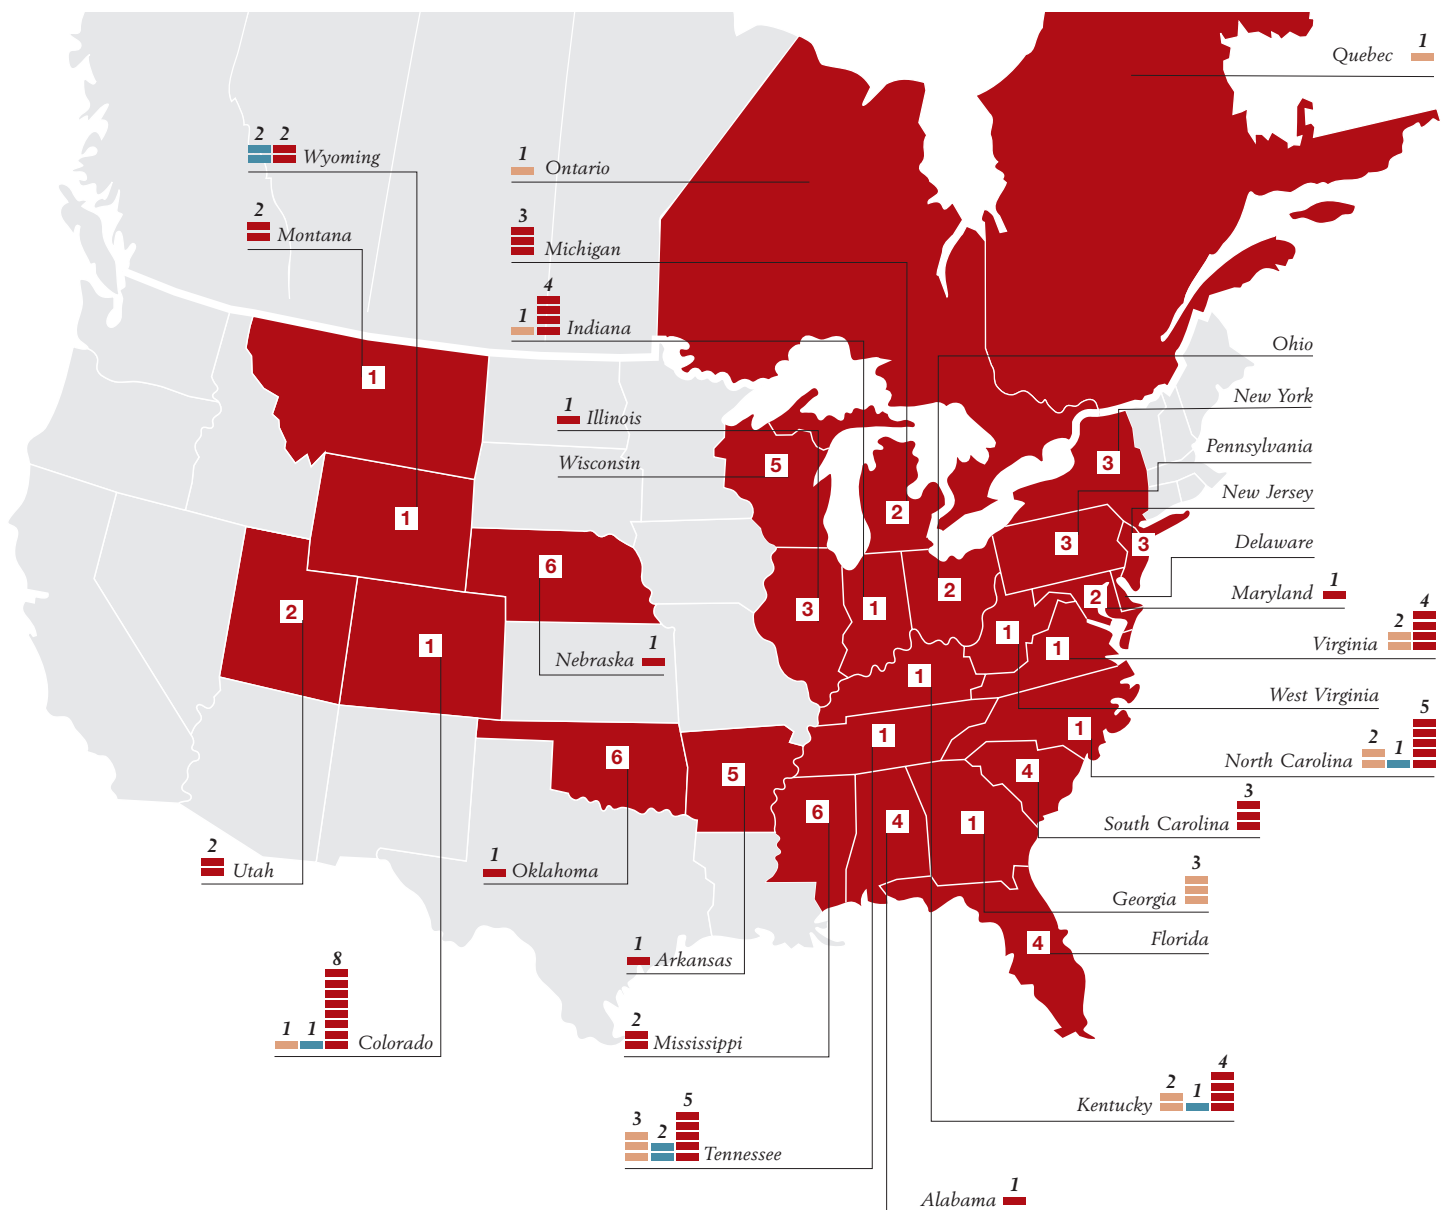 1
Quebec
2 2
Wyoming
1
Ontario
2
Montana
3
Michigan
4
1
Indiana
Ohio
1
1
Illinois
New York
Wisconsin
5
3
Pennsylvania
New Jersey
2
1
3
3
Delaware
6
2
1
Maryland
2
3
1
2
4
2
Virginia
1
1
1
1
Nebraska
1
West Virginia
5
2
1
North Carolina
1
1
6
5
4
3
South Carolina
6
4
1
2
Utah
1
Oklahoma
3
Georgia
4
Florida
1
Arkansas
8
1 1
Colorado
2
Mississippi
4
2
1
Kentucky
5
3
2
Tennessee
1
Alabama